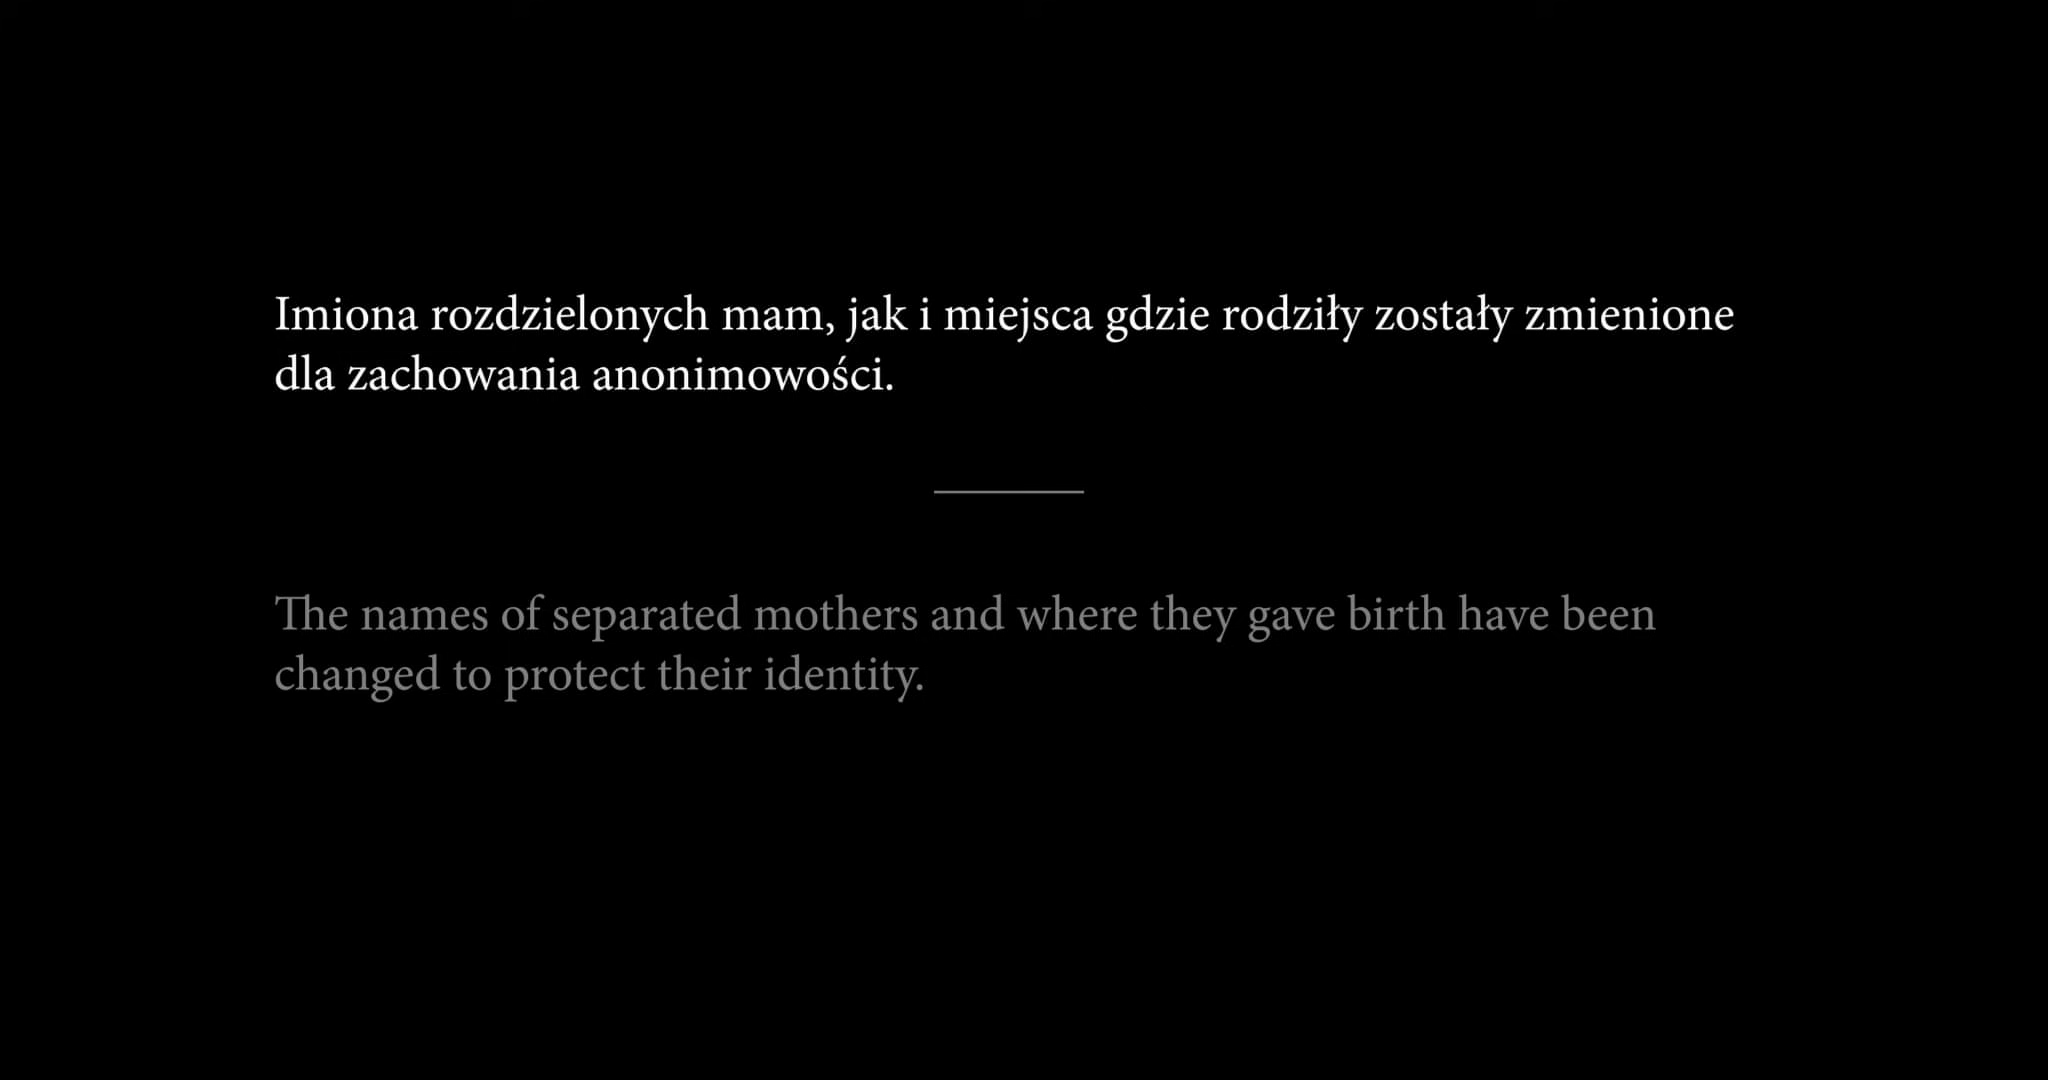 Imiona rozdzielonych mam, jak i miejsca gdzie rodziły zostały zmienione
dla zachowania anonimowości.
The names of separated mothers and where they gave birth have been
changed to protect their identity.